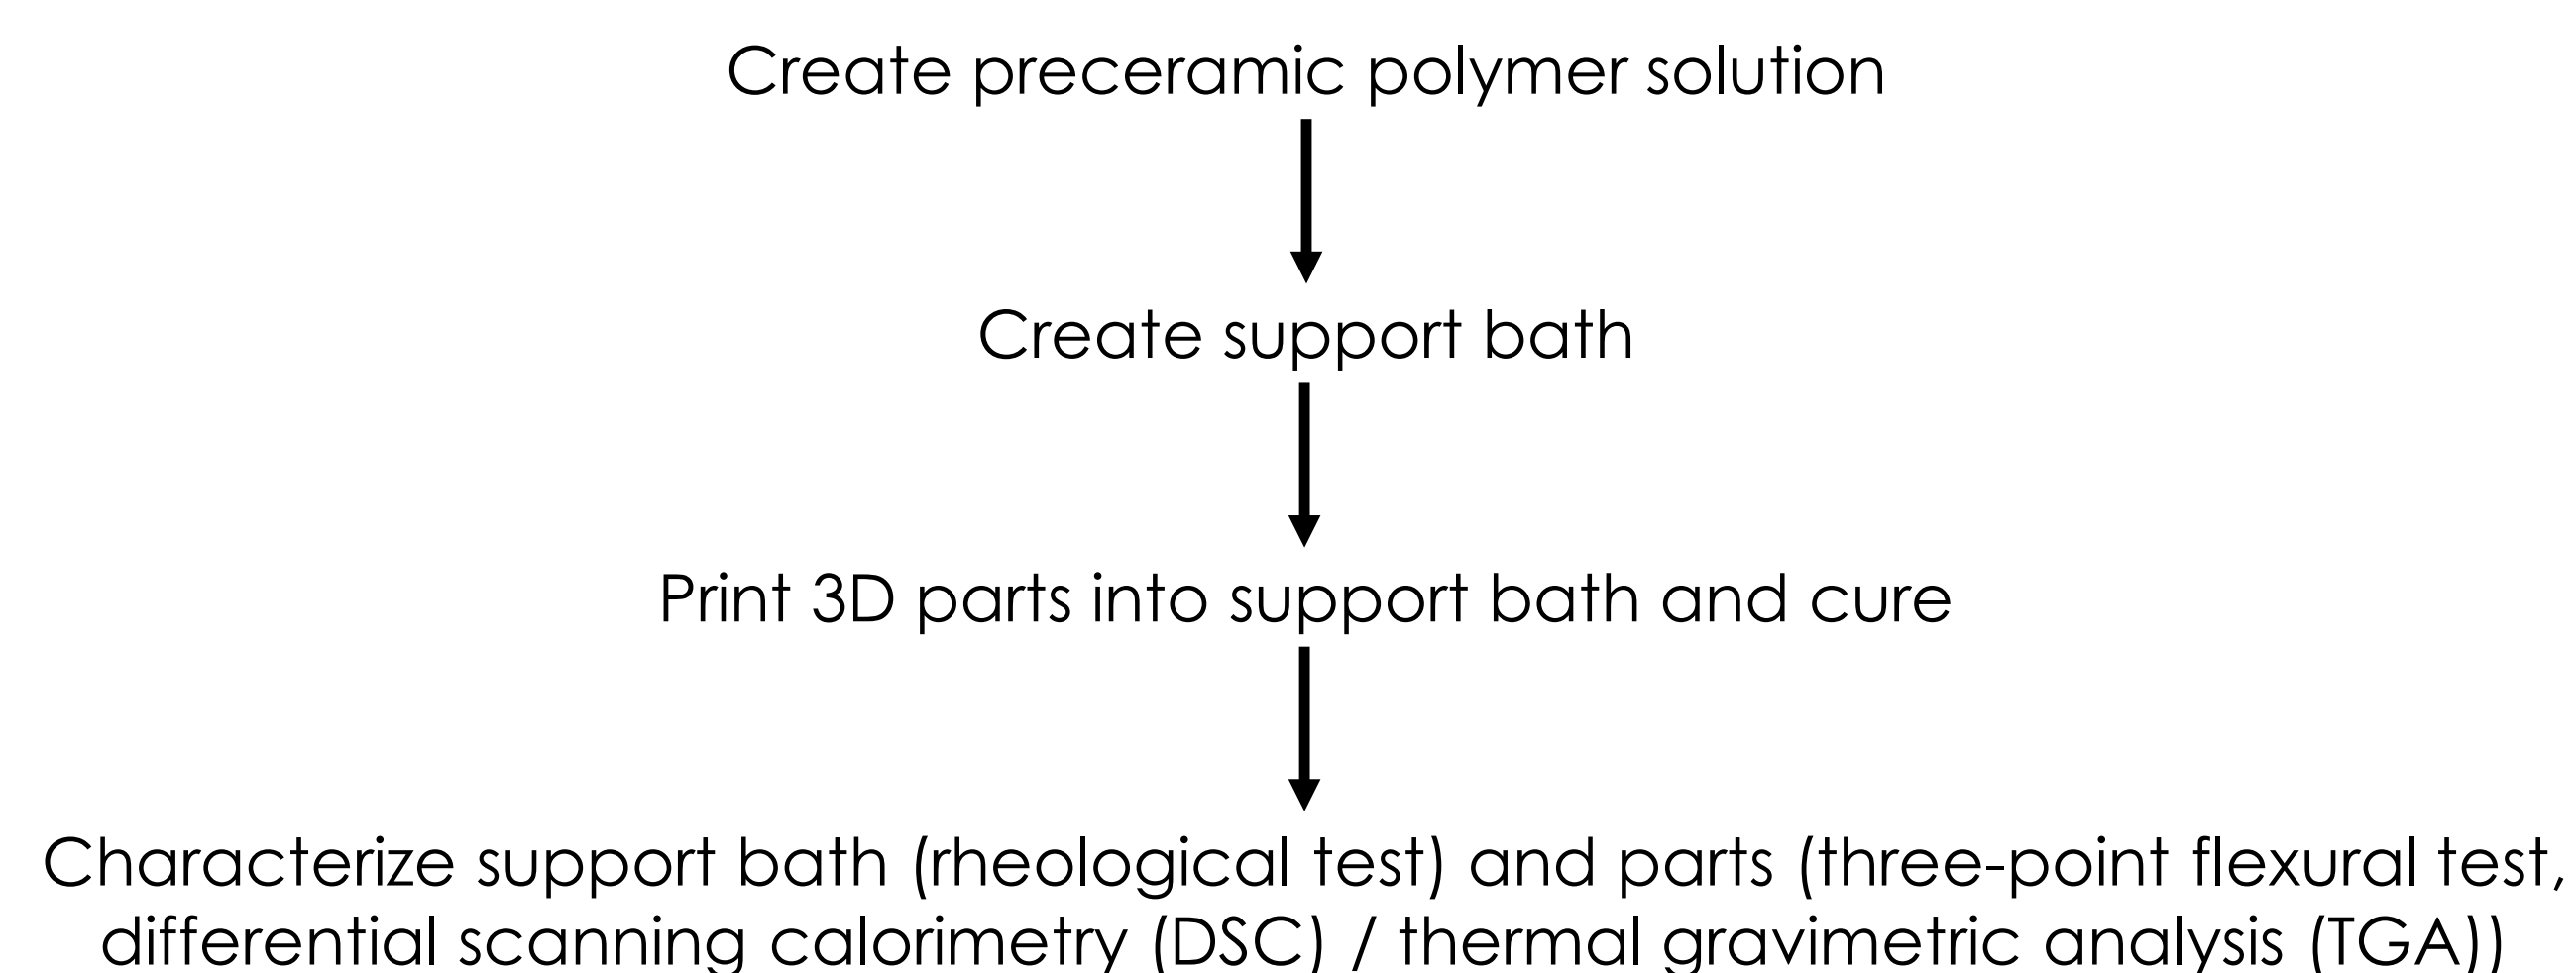 Create preceramic polymer solution
Create support bath
Print 3D parts into support bath and cure
Characterize support bath (rheological test) and parts (three-point flexural test,
differential scanning calorimetry (DSC) / thermal gravimetric analysis (TGA))